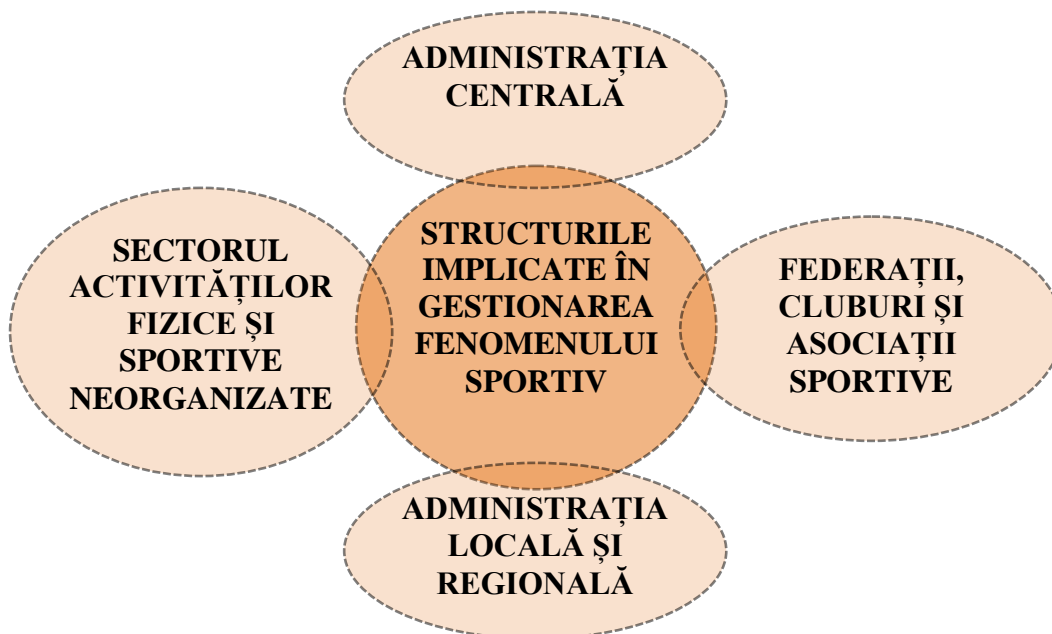 ADMINISTRAȚIA
CENTRALĂ
SECTORUL
ACTIVITĂȚILOR
FIZICE ȘI
SPORTIVE
NEORGANIZATE
STRUCTURILE
IMPLICATE ÎN
GESTIONAREA
FENOMENULUI
SPORTIV
FEDERAȚII,
CLUBURI ȘI
ASOCIAȚII
SPORTIVE
ADMINISTRAȚIA
LOCALĂ ȘI
REGIONALĂ